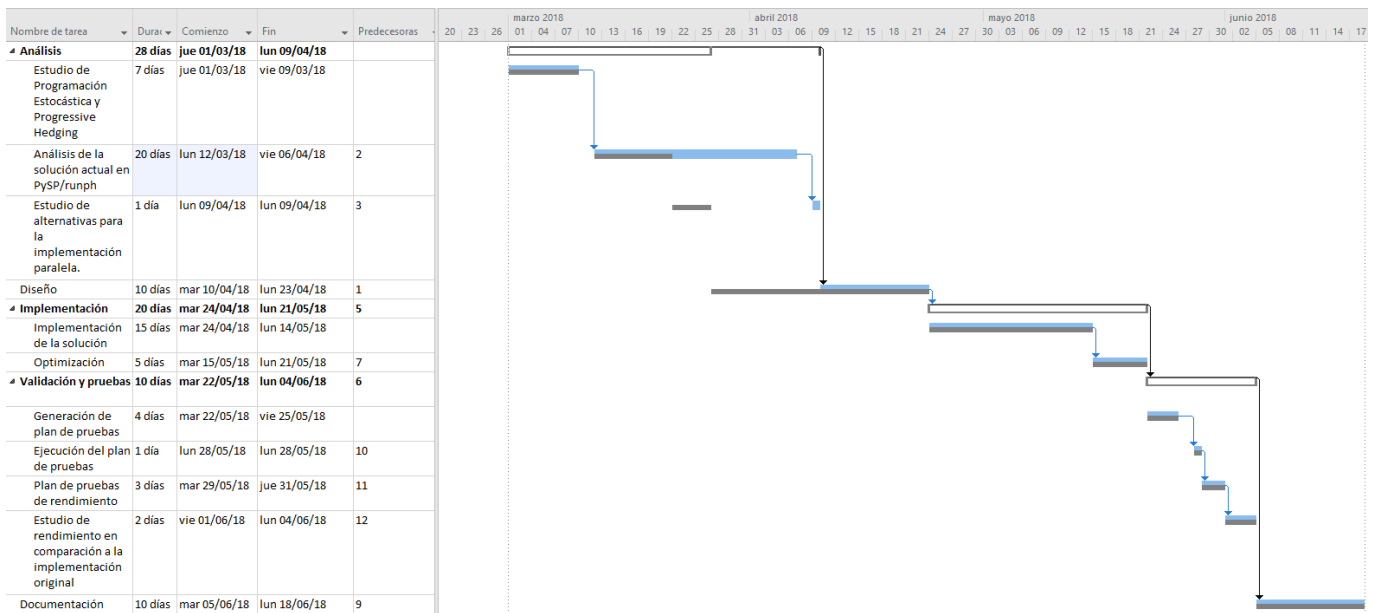 marzo 2018 abril 2018 mayo 2018 junio 2018
Nombre de tarea Durac Comienzo Fin Predecesoras 20 23 26 01 04 07 10 13 16 19 22 25 28 31 03 06 09 12 15 18 21 24 27 30 03 06 09 12 15 18 21 24 27 30 02 05 08 11 14 17
Análisis 28 días jue 01/03/18 lun 09/04/18
Estudio de 7 días jue 01/03/18 vie 09/03/18
Programación
Estocástica y
Progressive
Hedging
Análisis de la 20 días lun 12/03/18 vie 06/04/18 2
solución actual en
PySP/runph
Estudio de 1 día lun 09/04/18 lun 09/04/18 3
alternativas para
la
implementación
paralela.
Diseño 10 días mar 10/04/18 lun 23/04/18 1
Implementación 20 días mar 24/04/18 lun 21/05/18 5
Implementación 15 días mar 24/04/18 lun 14/05/18
de la solución
Optimización 5 días mar 15/05/18 lun 21/05/18 7
Validación y pruebas 10 días mar 22/05/18 lun 04/06/18 6
Generación de 4 días mar 22/05/18 vie 25/05/18
plan de pruebas
Ejecución del plan 1 día lun 28/05/18 lun 28/05/18 10
de pruebas
Plan de pruebas 3 días mar 29/05/18 jue 31/05/18 11
de rendimiento
Estudio de 2 días vie 01/06/18 lun 04/06/18 12
rendimiento en
comparación a la
implementación
original
Documentación 10 días mar 05/06/18 lun 18/06/18 9